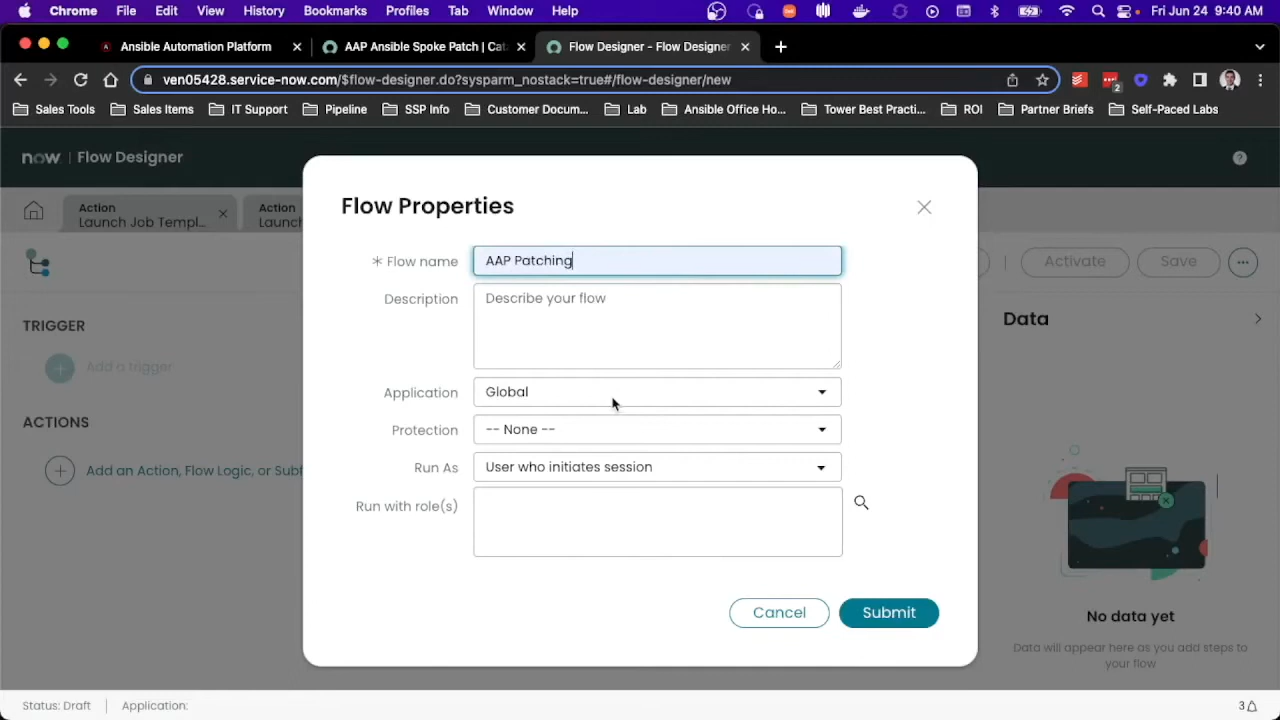 Chrome File Edit View History Bookmarks Profiles Tab Window Help Fri Jun 24 9:40 AM
Ansible Automation Platform AAP Ansible Spoke Patch | Cat Flow Designer - Flow Designer
ven05428.service-now.com/$flow-designer.do?sysparm_nostack=true#/flow-designer/new 2
Sales Tools Sales Items IT Support Pipeline SSP Info Customer Docum... Lab Ansible Office Ho... Tower Best Practi... ROI Partner Briefs Self-Paced Labs
now Flow Designer ?
Action
Launch Job Templ...
Action
Launch
Activate Save ...
TRIGGER
Add a trigger
ACTIONS
Add an Action, Flow Logic, or Subf
Flow Properties
* Flow name AAP Patching
Description Describe your flow
Application Global
Protection -- None --
Run As User who initiates session
Run with role(s)
Cancel Submit
Data
No data yet
Data will appear here as you add steps to
your flow
Status: Draft Application: 3